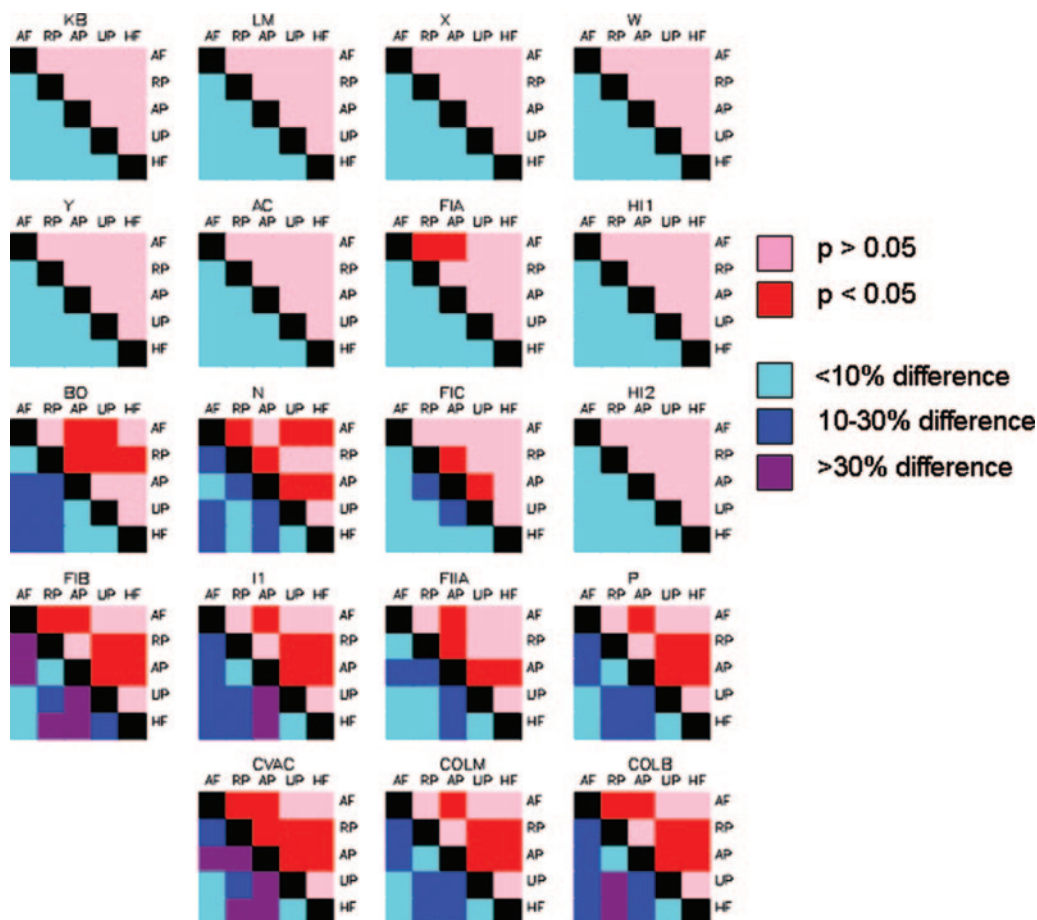 KB LM X W
AF RP AP UP HF AF RP AP UP HF AF RP AP UP HF AF RP AP UP HF
AF AF AF AF
RP RP RP RP
AP AP AP AP
UP UP UP UP
HF HF HF HF
Y AC FIA HI1
AF RP AP UP HF AF RP AP UP HF AF RP AP UP HF AF RP AP UP HF
AF AF AF AF
RP RP RP RP
AP AP AP AP
UP UP UP UP
HF HF HF HF
p > 0.05
p < 0.05
<10% difference
10-30% difference
>30% difference
BO N FIC HI2
AF RP AP UP HF AF RP AP UP HF AF RP AP UP HF AF RP AP UP HF
AF AF AF AF
RP RP RP RP
AP AP AP AP
UP UP UP UP
HF HF HF HF
FIB I1 FIIA P
AF RP AP UP HF AF RP AP UP HF AF RP AP UP HF AF RP AP UP HF
AF AF AF AF
RP RP RP RP
AP AP AP AP
UP UP UP UP
HF HF HF HF
CVAC COLM COLB
AF RP AP UP HF AF RP AP UP HF AF RP AP UP HF
AF AF AF
RP RP RP
AP AP AP
UP UP UP
HF HF HF